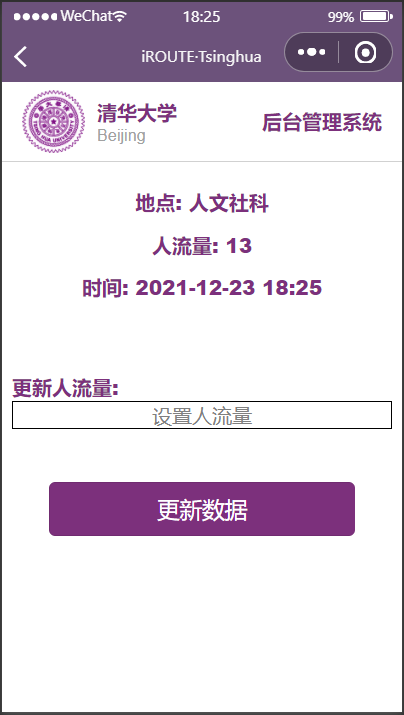 WeChat 18:25 99%
iROUTE-Tsinghua
清华大学
Beijing
后台管理系统
地点: 人文社科
人流量: 13
时间: 2021-12-23 18:25
更新人流量:
设置人流量
更新数据